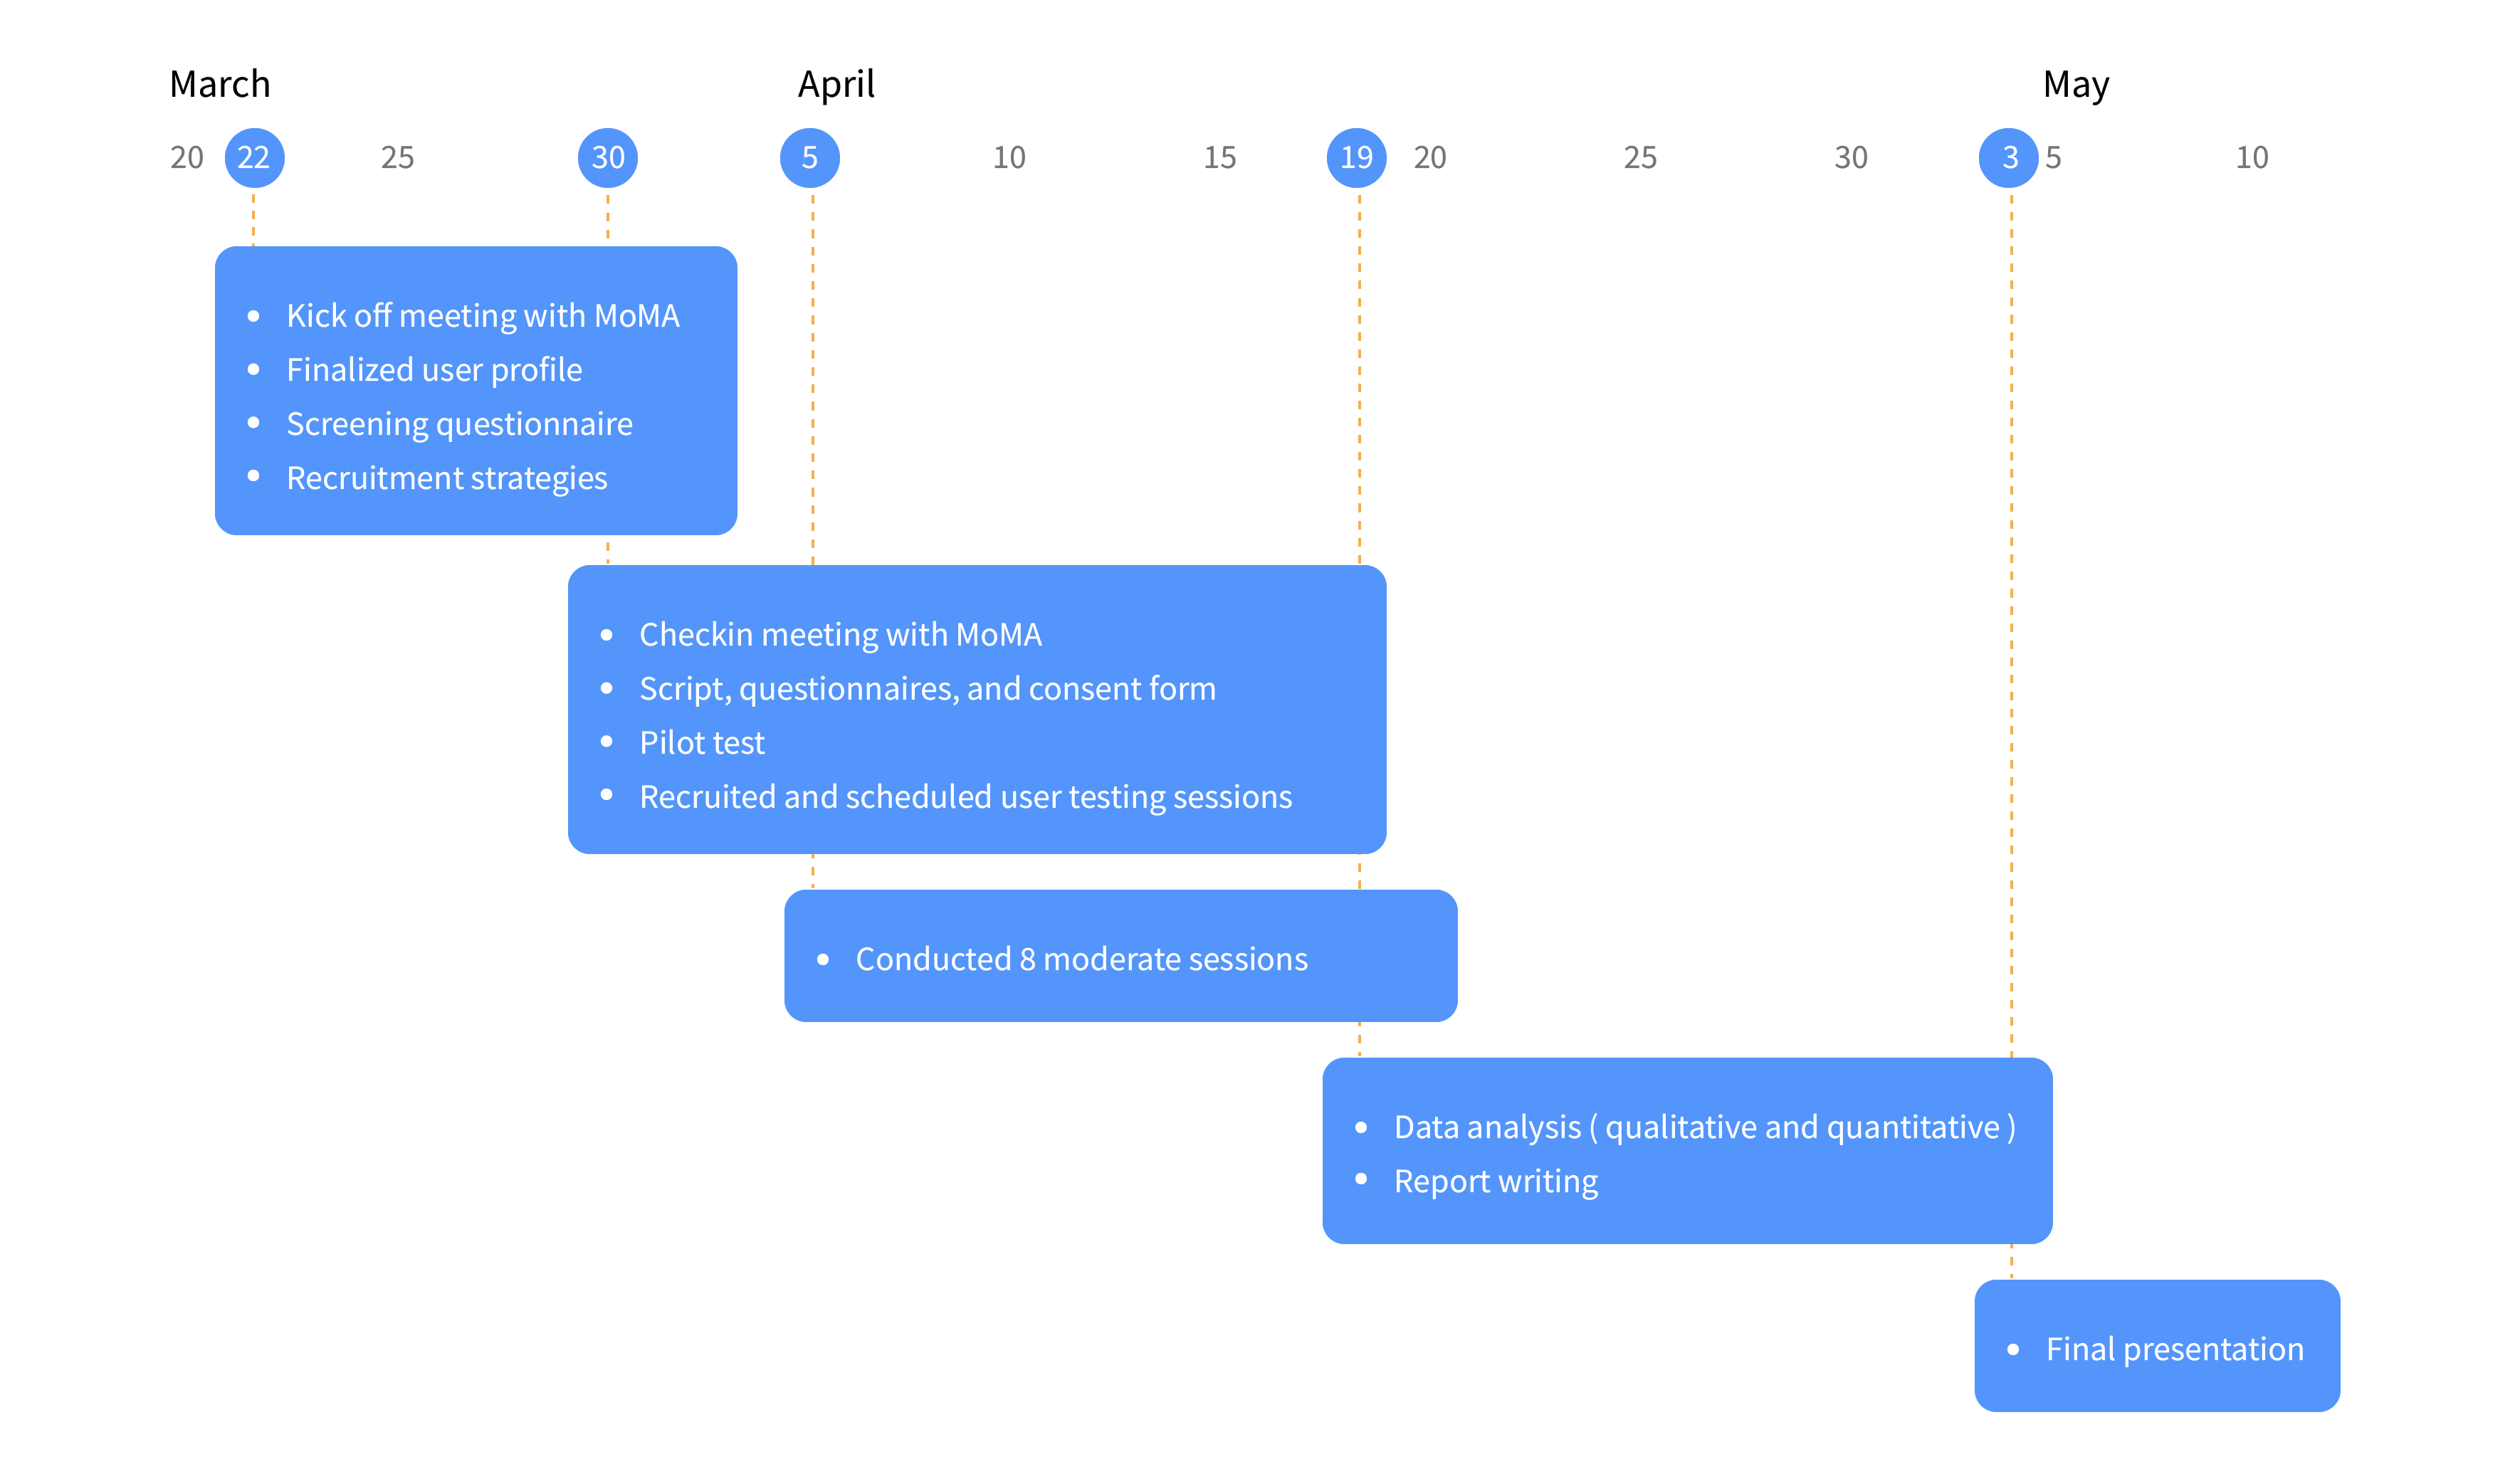 March April May
20 22 25 30 5 10 15 19 20 25 30 3 5 10
Kick off meeting with MoMA
Finalized user profile
Screening questionnaire
Recruitment strategies
Checkin meeting with MoMA
Script, questionnaires, and consent form
Pilot test
Recruited and scheduled user testing sessions
Conducted 8 moderate sessions
Data analysis ( qualitative and quantitative )
Report writing
Final presentation